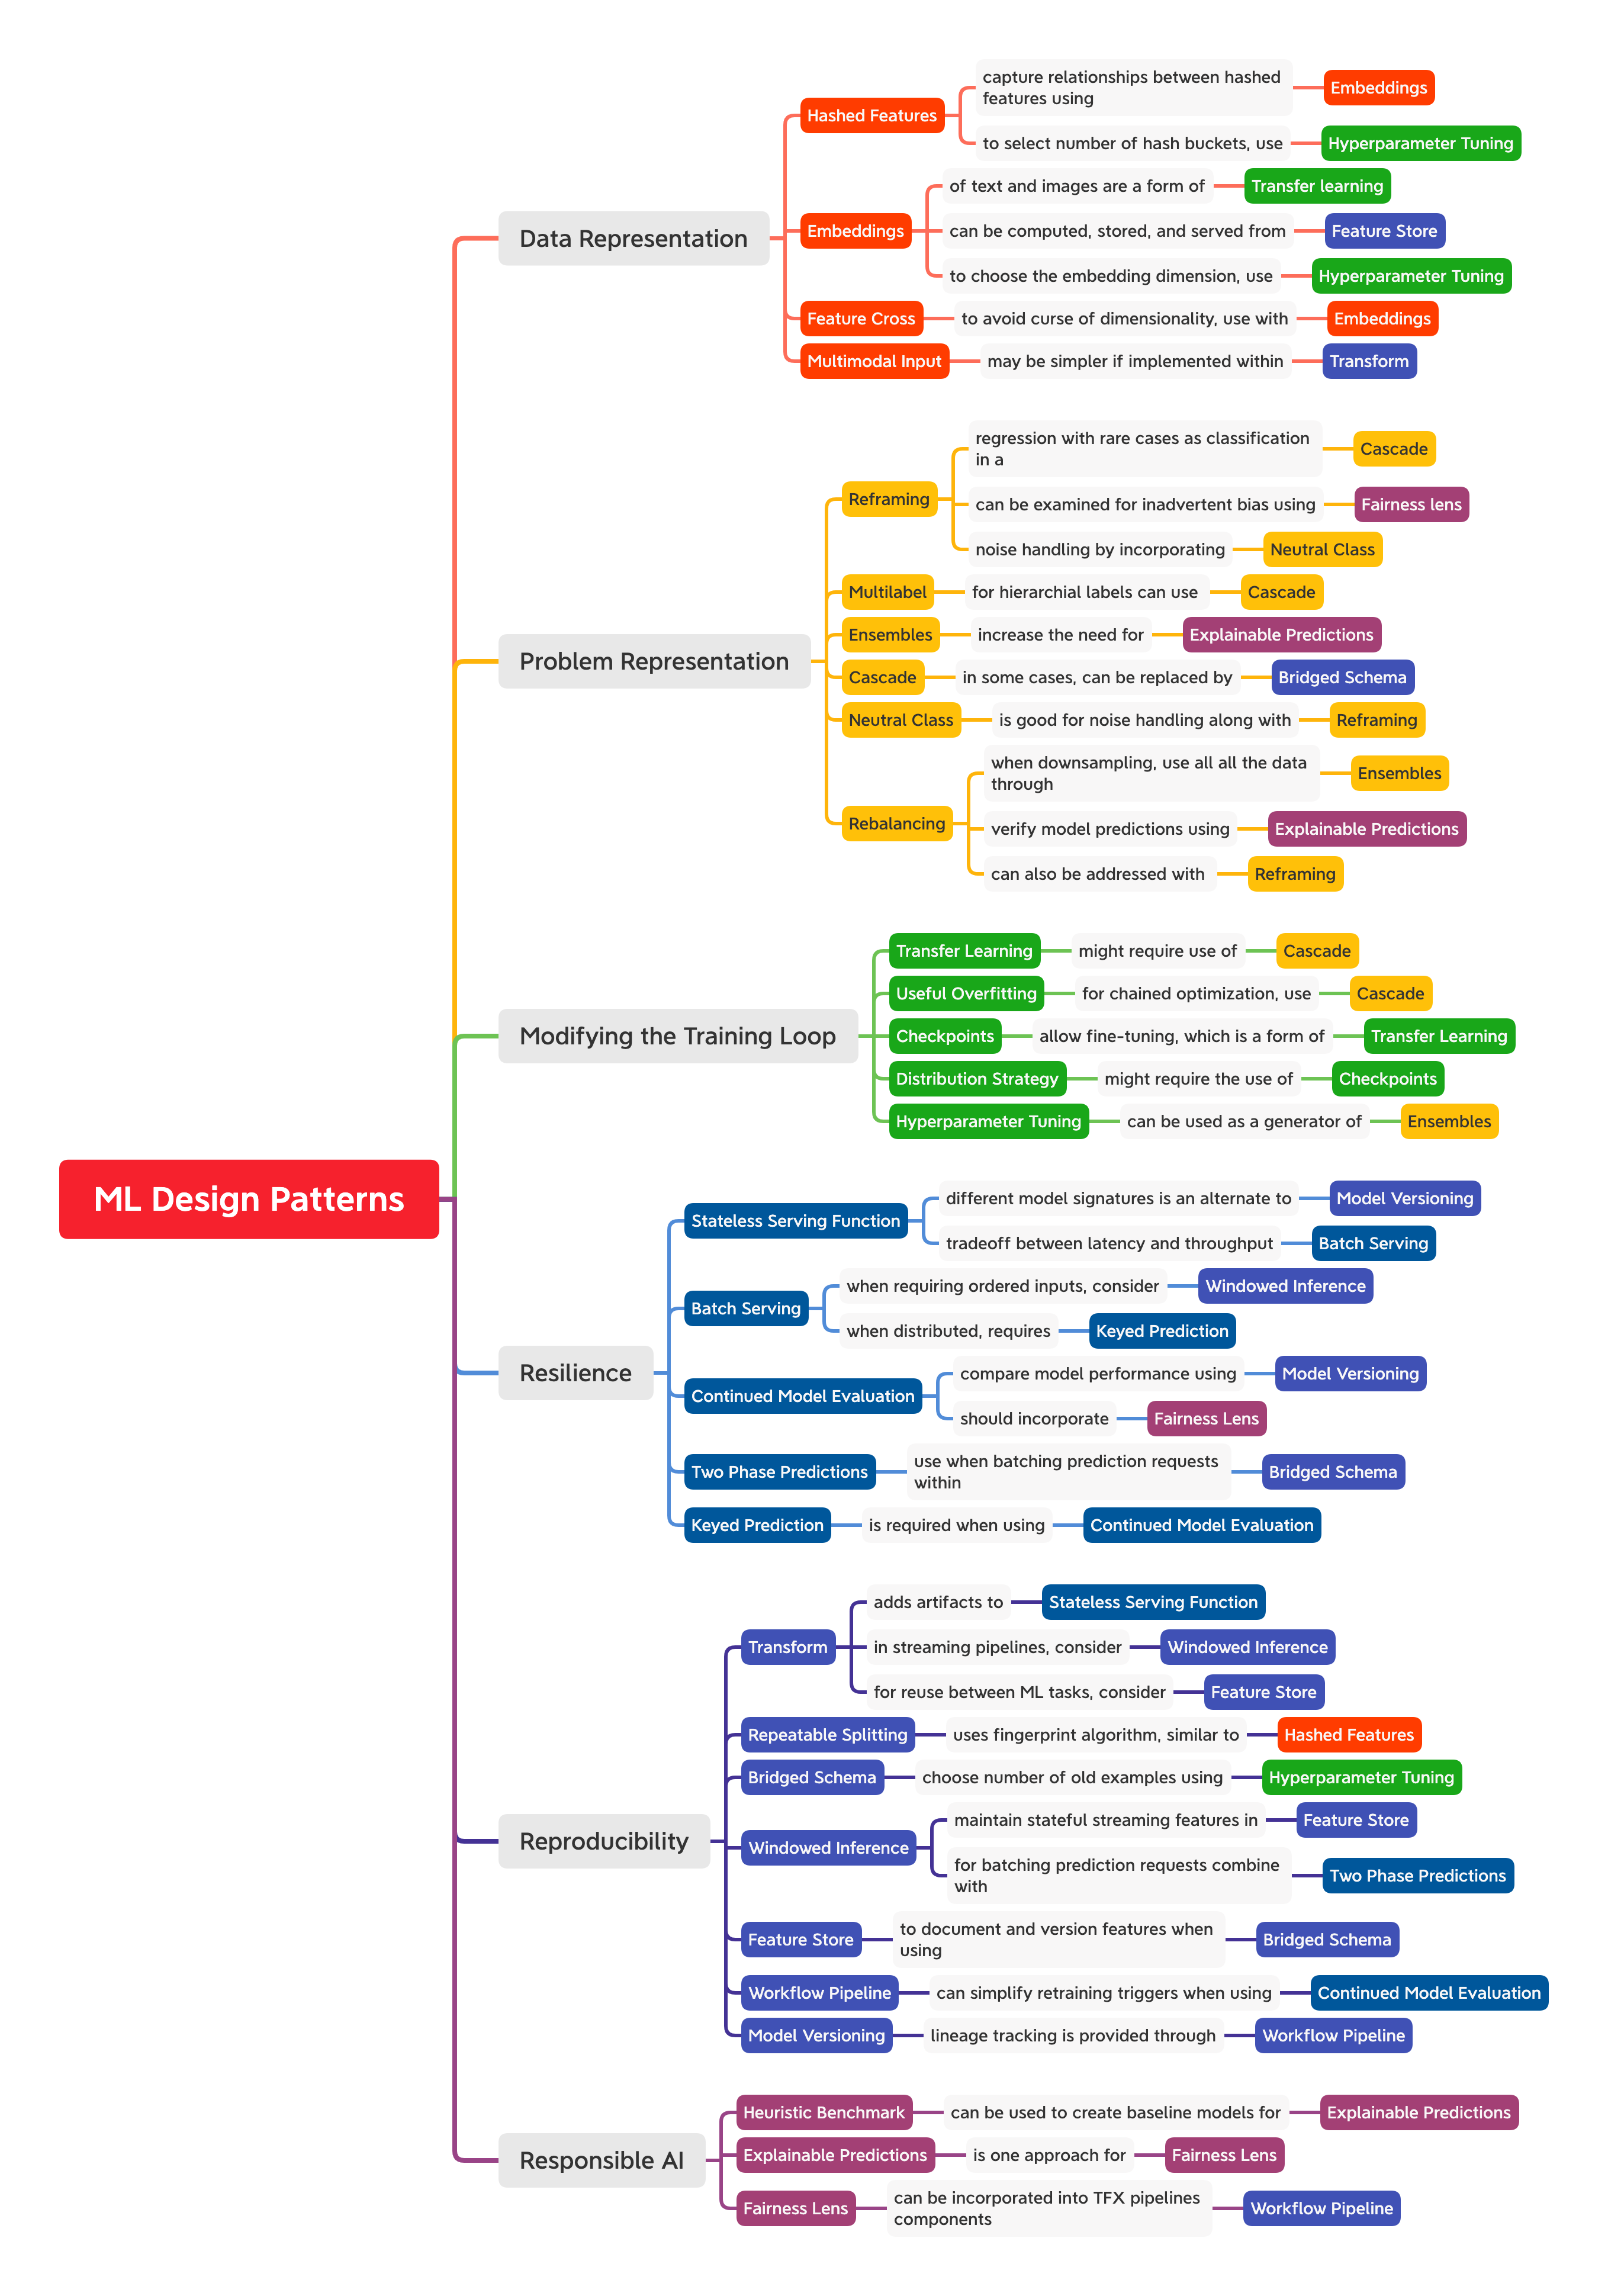 ML Design Patterns
Data Representation
Hashed Features
capture relationships between hashed
features using
Embeddings
to select number of hash buckets, use
Hyperparameter Tuning
Embeddings
of text and images are a form of
Transfer learning
can be computed, stored, and served from
Feature Store
to choose the embedding dimension, use
Hyperparameter Tuning
Feature Cross
to avoid curse of dimensionality, use with
Embeddings
Multimodal Input
may be simpler if implemented within
Transform
Problem Representation
Reframing
regression with rare cases as classification
in a
Cascade
can be examined for inadvertent bias using
Fairness lens
noise handling by incorporating
Neutral Class
Multilabel
for hierarchial labels can use
Cascade
Ensembles
increase the need for
Explainable Predictions
Cascade
in some cases, can be replaced by
Bridged Schema
Neutral Class
is good for noise handling along with
Reframing
Rebalancing
when downsampling, use all all the data
through
Ensembles
verify model predictions using
Explainable Predictions
can also be addressed with
Reframing
Modifying the Training Loop
Transfer Learning
might require use of
Cascade
Useful Overfitting
for chained optimization, use
Cascade
Checkpoints
allow fine-tuning, which is a form of
Transfer Learning
Distribution Strategy
might require the use of
Checkpoints
Hyperparameter Tuning
can be used as a generator of
Ensembles
Resilience
Stateless Serving Function
different model signatures is an alternate to
Model Versioning
tradeoff between latency and throughput
Batch Serving
Batch Serving
when requiring ordered inputs, consider
Windowed Inference
when distributed, requires
Keyed Prediction
Continued Model Evaluation
compare model performance using
Model Versioning
should incorporate
Fairness Lens
Two Phase Predictions
use when batching prediction requests
within
Bridged Schema
Keyed Prediction
is required when using
Continued Model Evaluation
Reproducibility
Transform
adds artifacts to
Stateless Serving Function
in streaming pipelines, consider
Windowed Inference
for reuse between ML tasks, consider
Feature Store
Repeatable Splitting
uses fingerprint algorithm, similar to
Hashed Features
Bridged Schema
choose number of old examples using
Hyperparameter Tuning
Windowed Inference
maintain stateful streaming features in
Feature Store
for batching prediction requests combine
with
Two Phase Predictions
Feature Store
to document and version features when
using
Bridged Schema
Workflow Pipeline
can simplify retraining triggers when using
Continued Model Evaluation
Model Versioning
lineage tracking is provided through
Workflow Pipeline
Responsible AI
Heuristic Benchmark
can be used to create baseline models for
Explainable Predictions
Explainable Predictions
is one approach for
Fairness Lens
Fairness Lens
can be incorporated into TFX pipelines
components
Workflow Pipeline